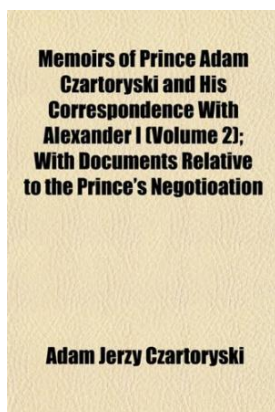 Memoirs of Prince Adam
Czartoryski and His
Correspondence With
Alexander I (Volume 2);
With Documents Relative
to the Prince's Negotioation
Adam Jerzy Czartoryski